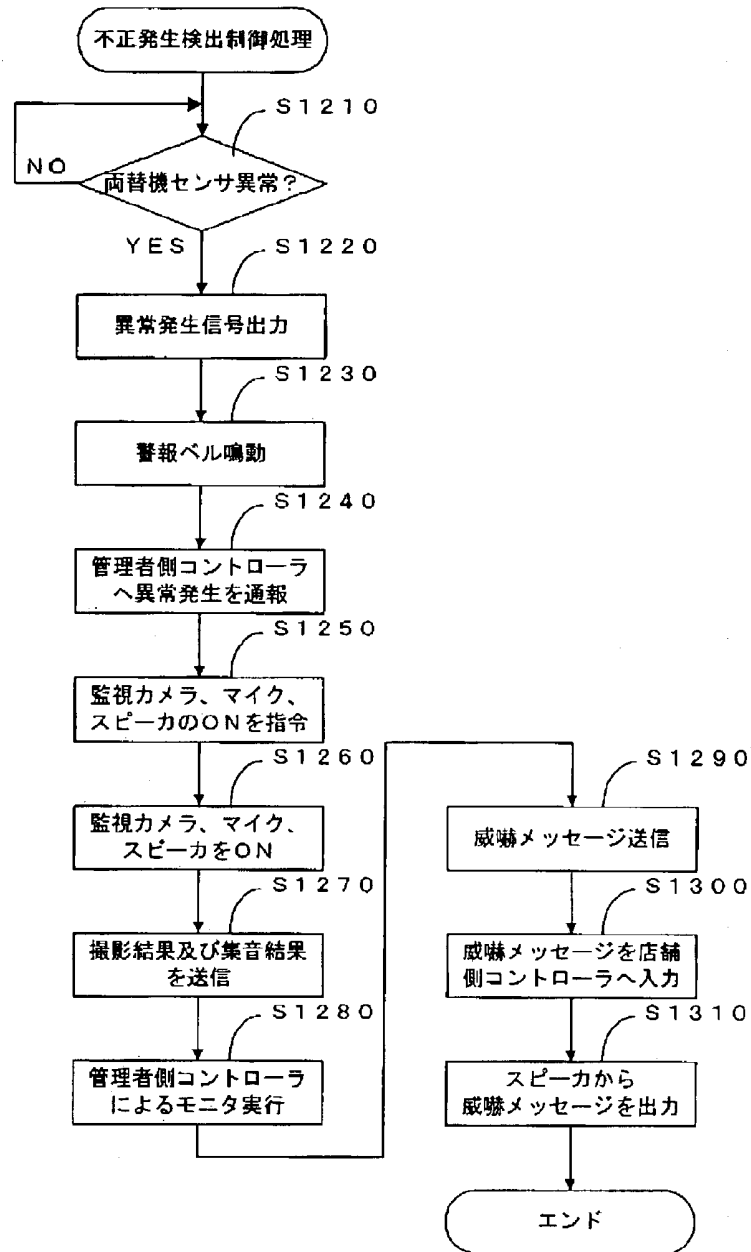 不正発生検出制御処理
S1210
両替機センサ異常?
NO
YES
S1220
異常発生信号出力
S1230
警報ベル鳴動
S1240
管理者側コントローラ
へ異常発生を通報
S1250
監視カメラ、マイク、
スピーカのONを指令
S1260
監視カメラ、マイク、
スピーカをON
S1270
撮影結果及び集音結果
を送信
S1280
管理者側コントローラ
によるモニタ実行
S1290
威嚇メッセージ送信
S1300
威嚇メッセージを店舗
側コントローラへ入力
S1310
スピーカから
威嚇メッセージを出力
エンド